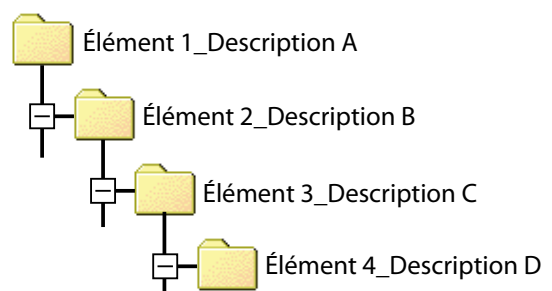 Élément 1_Description A
Élément 2_Description B
Élément 3_Description C
Élément 4_Description D